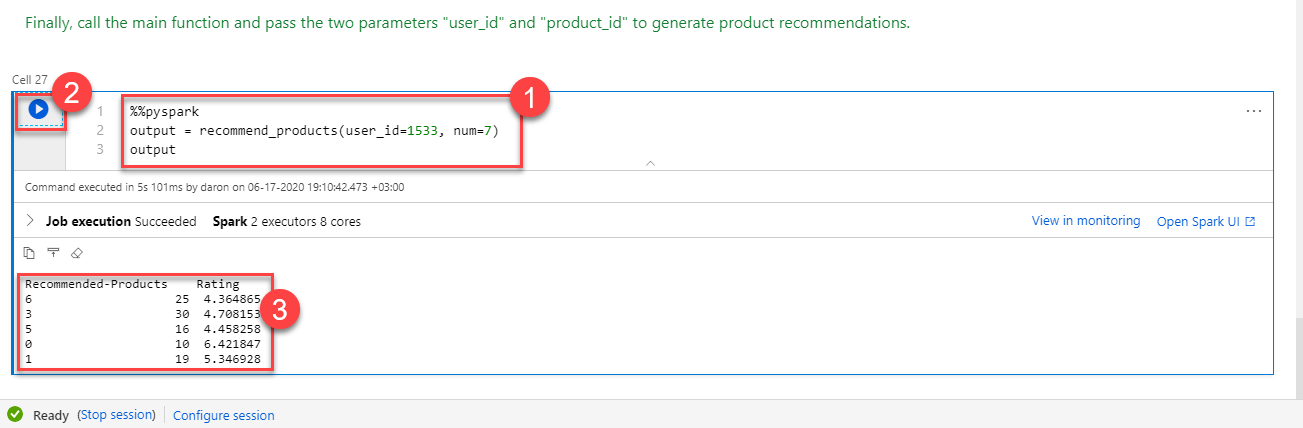 Finally, call the main function and pass the two parameters "user_id" and "product_id" to generate product recommendations.
Cell 27
2
1
1 %%pyspark
2 output = recommend_products(user_id=1533, num=7)
3 output
...
Command executed in 5s 101ms by daron on 06-17-2020 19:10:42.473 +03:00
Job execution Succeeded Spark 2 executors 8 cores View in monitoring Open Spark UI
Recommended-Products Rating
6 25 4.364865
3 30 4.708153
5 16 4.458258
0 10 6.421847
1 19 5.346928
3
Ready (Stop session) Configure session